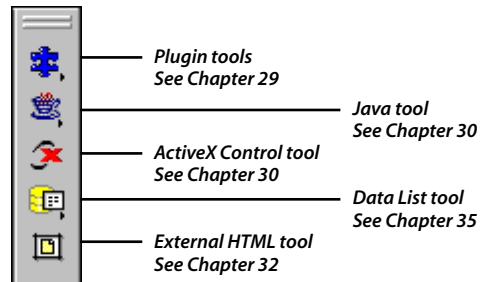 Plugin tools
See Chapter 29
Java tool
See Chapter 30
ActiveX Control tool
See Chapter 30
Data List tool
See Chapter 35
External HTML tool
See Chapter 32